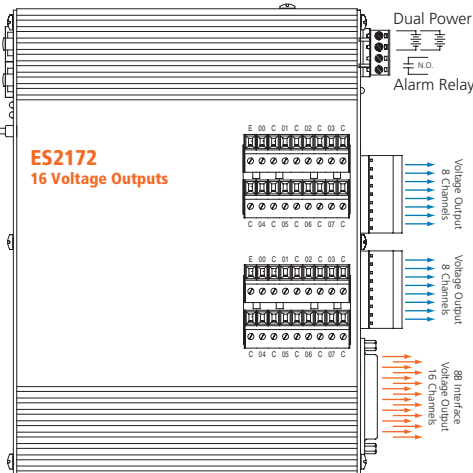 Dual Power
N.O.
Alarm Relay
ES2172
16 Voltage Outputs
E 00 C 01 C 02 C 03 C
C 04 C 05 C 06 C 07 C
E 00 C 01 C 02 C 03 C
C 04 C 05 C 06 C 07 C
Voltage Output
8 Channels
Voltage Output
8 Channels
8B Interface
Voltage Output
16 Channels